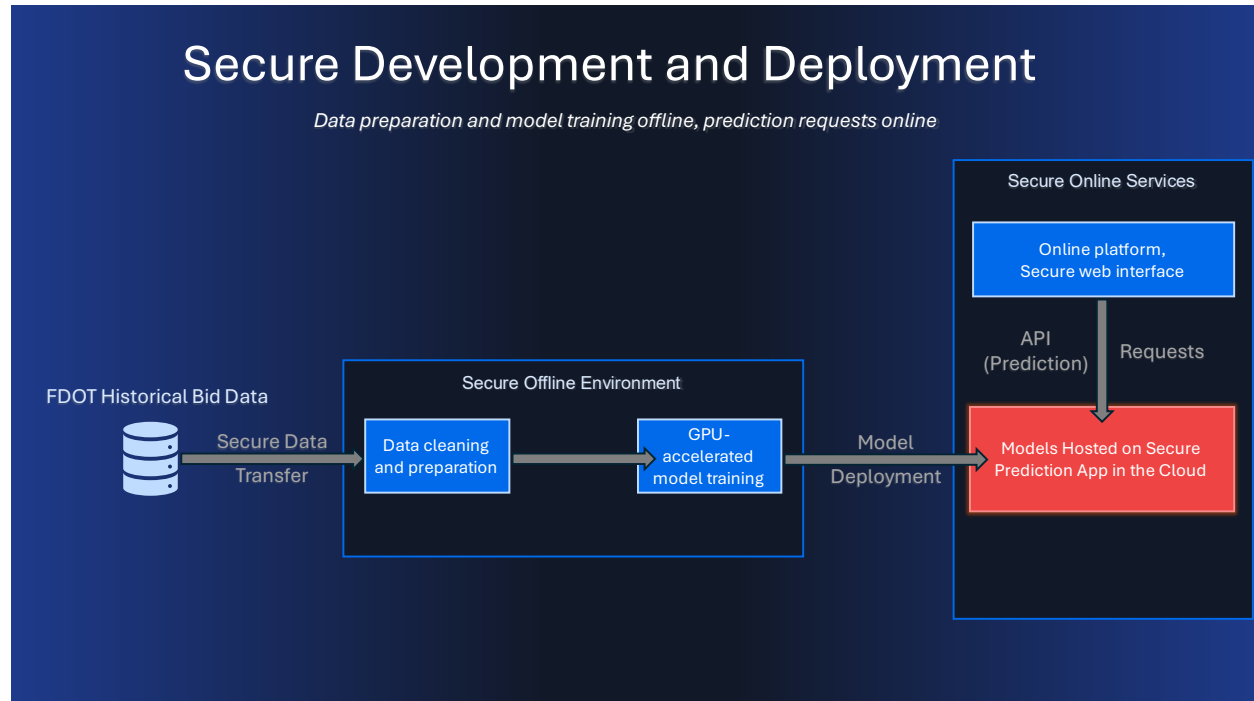 Secure Development and Deployment
Data preparation and model training offline, prediction requests online
Secure Online Services
Online platform,
Secure web interface
API
(Prediction)
Requests
Secure Offline Environment
FDOT Historical Bid Data
Secure Data
Transfer
Data cleaning
and preparation
GPU-
accelerated
model training
Model
Deployment
Models Hosted on Secure
Prediction App in the Cloud